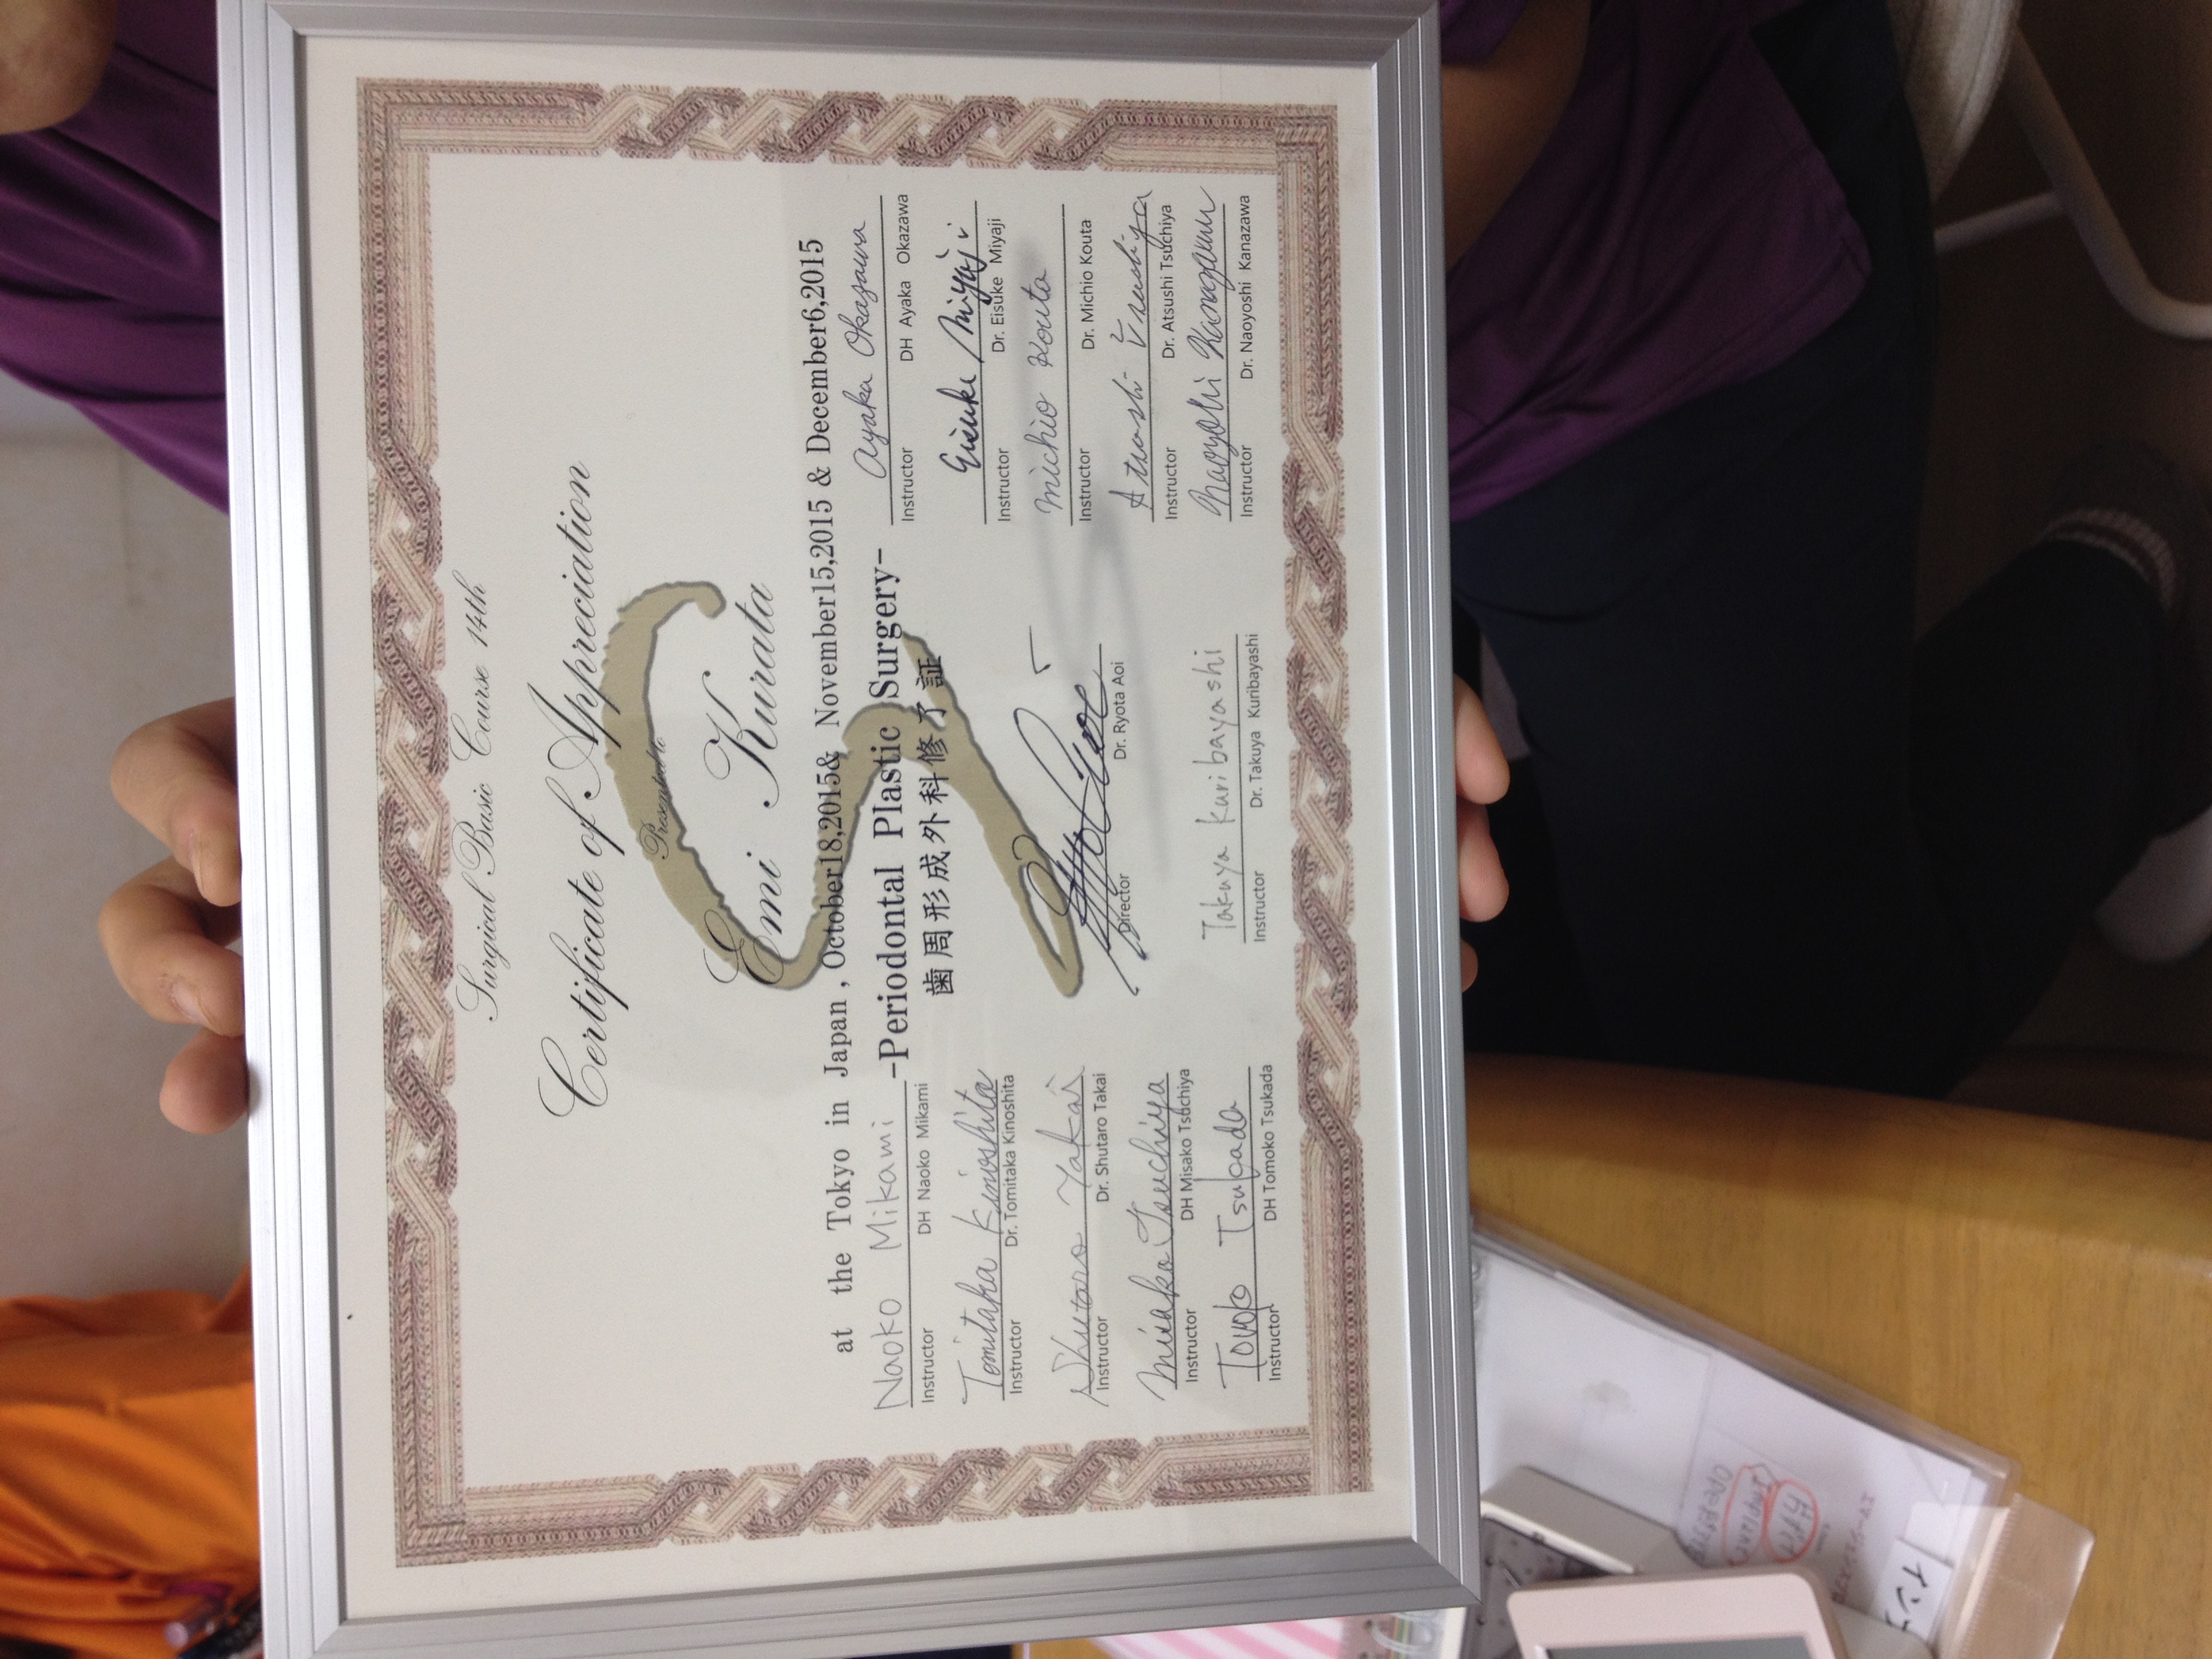 Surgical Basic Course 14th
Certificate of Appreciation
Presented to
Emi Kurata
at the Tokyo in Japan, October18,2015& November15,2015 & December6,2015
-Periodontal Plastic Surgery-
歯周形成外科修了証
Naoko Mikami
Instructor DH Naoko Mikami
Tomitaka Kinoshita
Instructor Dr. Tomitaka Kinoshita
Shutaro Takai
Instructor Dr. Shutaro Takai
Misako Tsuchiya
Instructor DH Misako Tsuchiya
Tomoko Tsukada
Instructor DH Tomoko Tsukada
Director Dr. Ryota Aoi
Takuya Kuribayashi
Instructor Dr. Takuya Kuribayashi
Ayaka Okazawa
Instructor DH Ayaka Okazawa
Eisuke Miyaji
Instructor Dr. Eisuke Miyaji
Michio Kouta
Instructor Dr. Michio Kouta
Atsushi Tsuchiya
Instructor Dr. Atsushi Tsuchiya
Naoyoshi Kanazawa
Instructor Dr. Naoyoshi Kanazawa